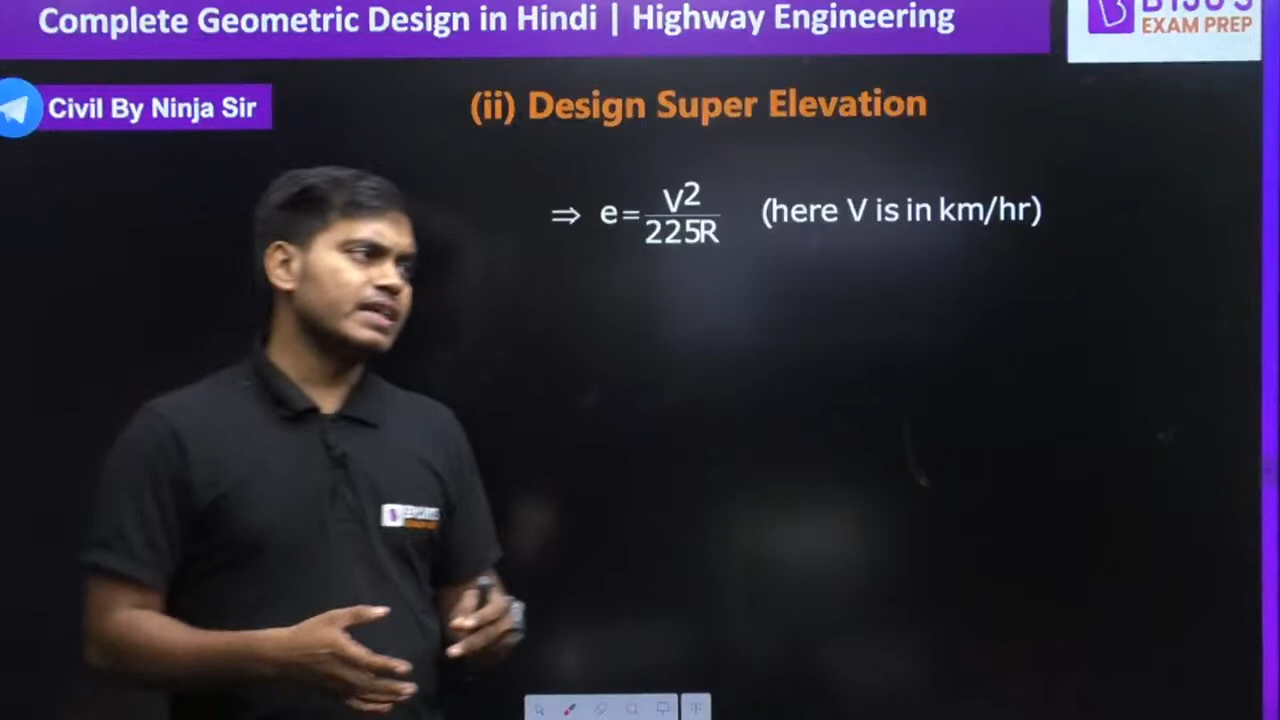 Complete Geometric Design in Hindi | Highway Engineering
BYJU'S
EXAM PREP
Civil By Ninja Sir
(ii) Design Super Elevation
⇒ e = V²/225R (here V is in km/hr)